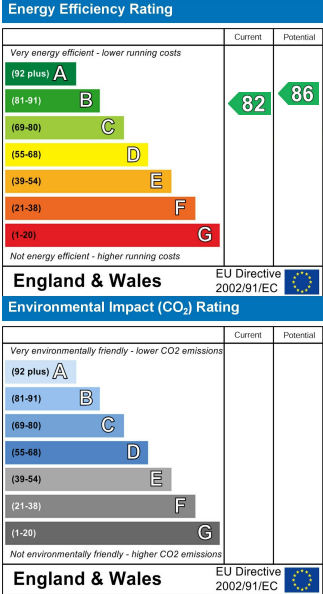 Energy Efficiency Rating
Current Potential
Very energy efficient - lower running costs
(92 plus) A
(81-91) B
82 86
(69-80) C
(55-68) D
(39-54) E
(21-38) F
(1-20) G
Not energy efficient - higher running costs
England & Wales EU Directive 2002/91/EC
Environmental Impact (CO₂) Rating
Current Potential
Very environmentally friendly - lower CO2 emissions
(92 plus) A
(81-91) B
(69-80) C
(55-68) D
(39-54) E
(21-38) F
(1-20) G
Not environmentally friendly - higher CO2 emissions
England & Wales EU Directive 2002/91/EC